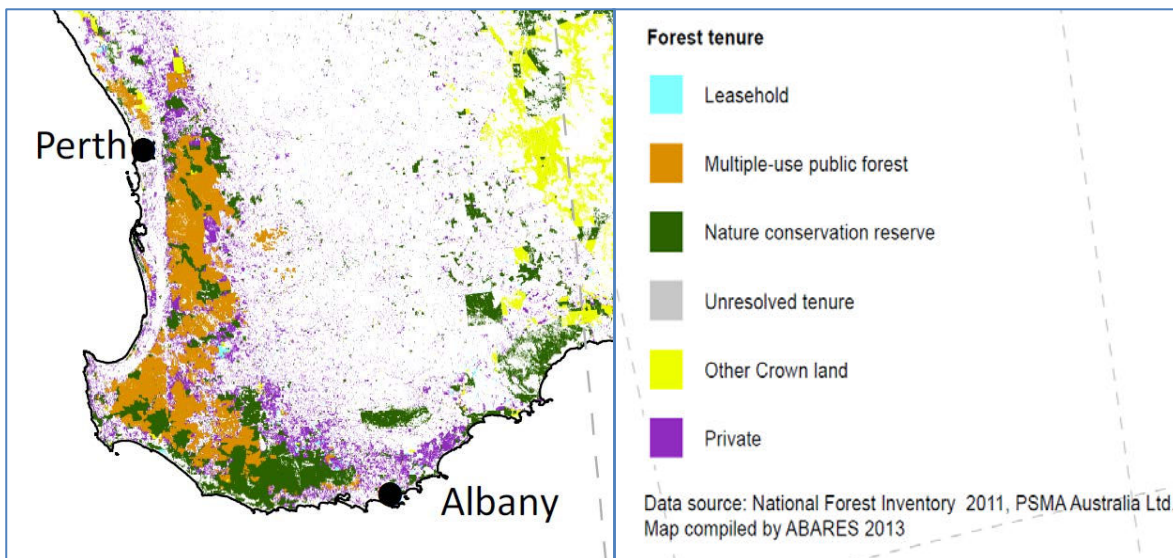 Perth
Albany
Forest tenure
Leasehold
Multiple-use public forest
Nature conservation reserve
Unresolved tenure
Other Crown land
Private
Data source: National Forest Inventory 2011, PSMA Australia Ltd.
Map compiled by ABARES 2013